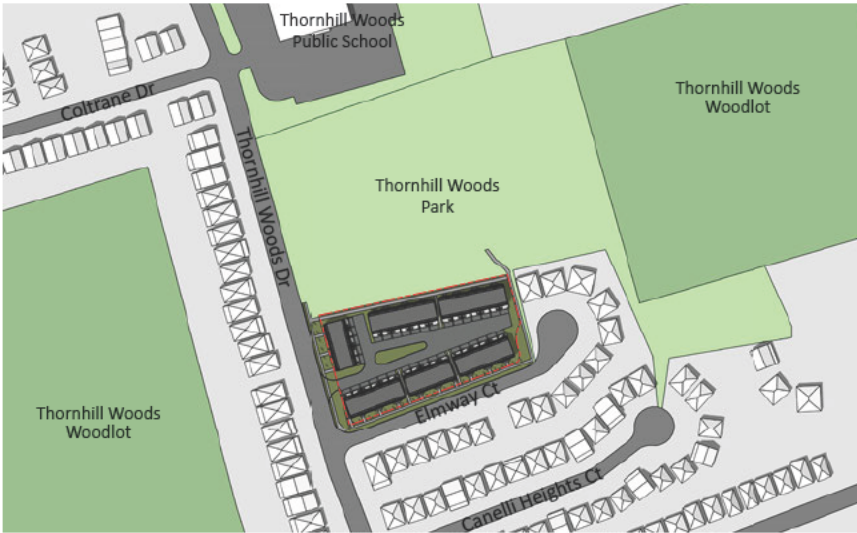 Thornhill Woods
Public School
Coltrane Dr
Thornhill Woods
Woodlot
Thornhill Woods Dr
Thornhill Woods
Park
Thornhill Woods
Woodlot
Elmway Ct
Canelli Heights Ct